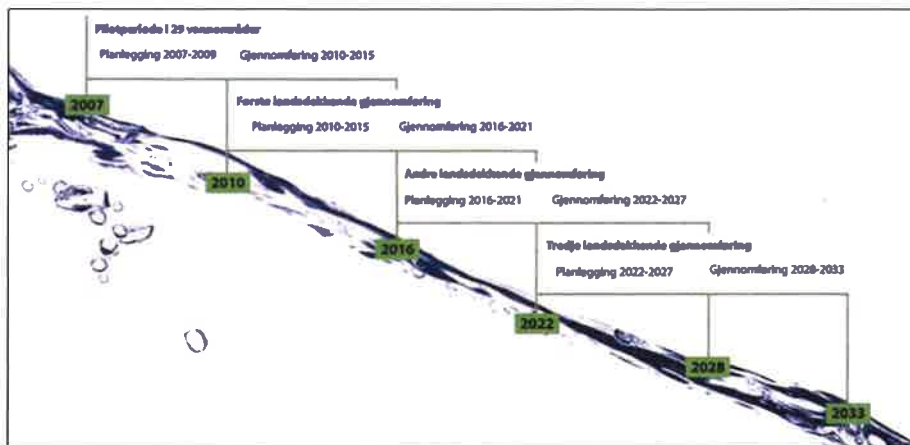 Pilotperiode i 29 vannområder
Planlegging 2007-2009 Gjennomføring 2010-2015
2007
Første landsdekkende gjennomføring
Planlegging 2010-2015 Gjennomføring 2016-2021
2010
Andre landsdekkende gjennomføring
Planlegging 2016-2021 Gjennomføring 2022-2027
2016
Tredje landsdekkende gjennomføring
Planlegging 2022-2027 Gjennomføring 2028-2033
2022
2028
2033